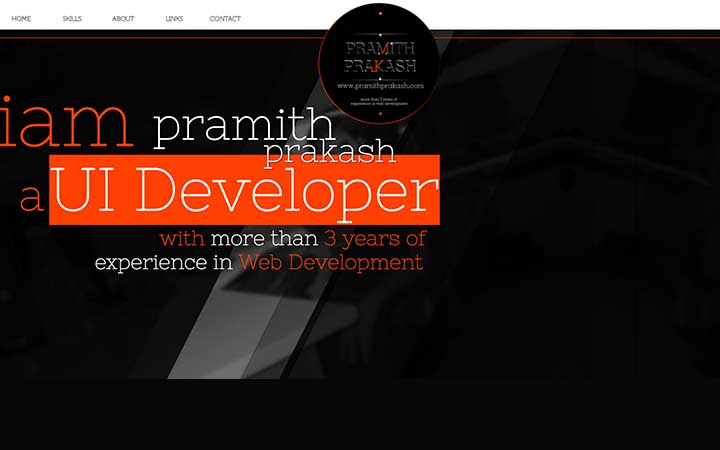 HOME SKILLS ABOUT LINKS CONTACT
PRAMITH
PRAKASH
www.pramithprakash.com
more than 3 years of
experience in web development
iam pramith
prakash
a UI Developer
with more than 3 years of
experience in Web Development